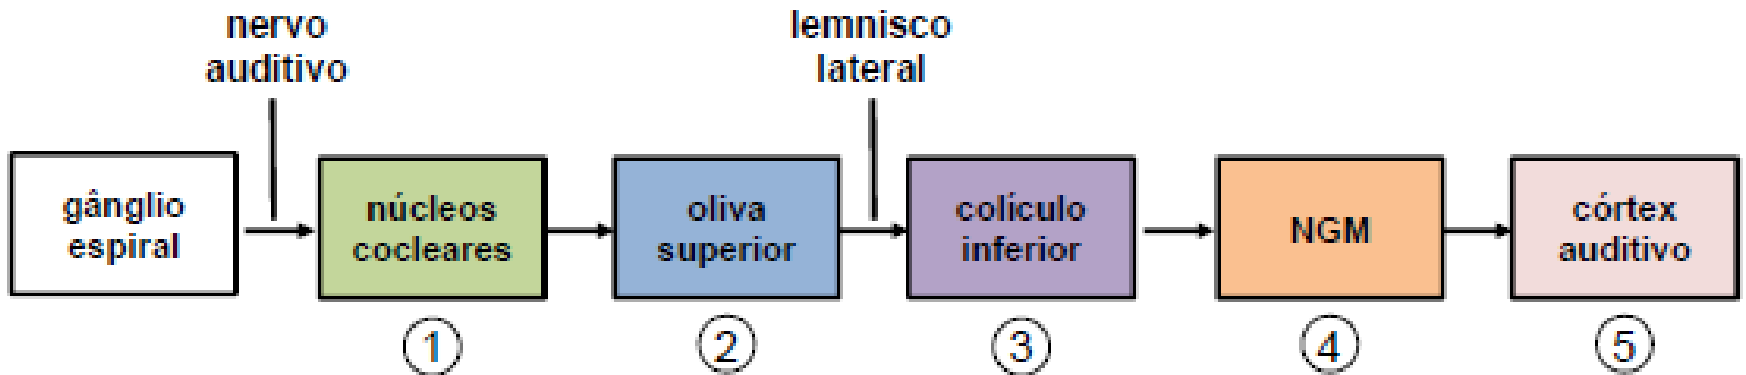 nervo
auditivo
lemnisco
lateral
gânglio
espiral
núcleos
cocleares
oliva
superior
colículo
inferior
NGM
córtex
auditivo
1
2
3
4
5